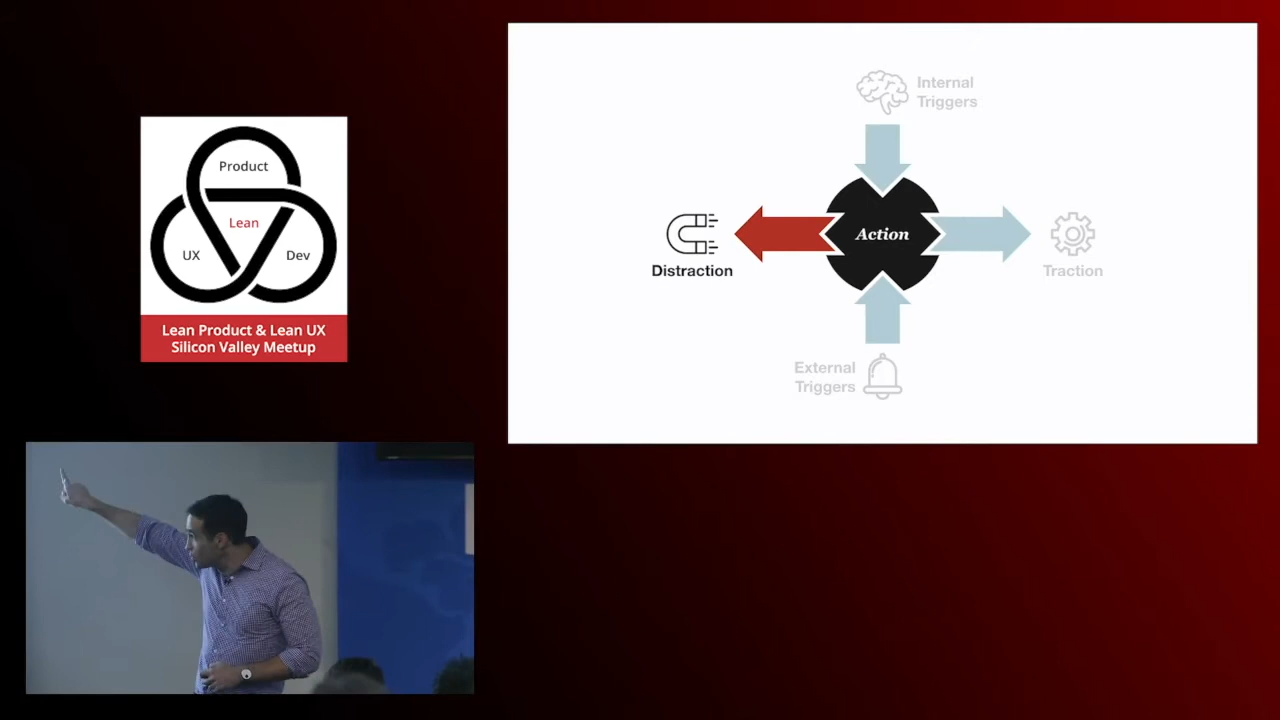 Product
Lean
UX
Dev
Lean Product & Lean UX
Silicon Valley Meetup
Internal
Triggers
Action
Distraction
Traction
External
Triggers